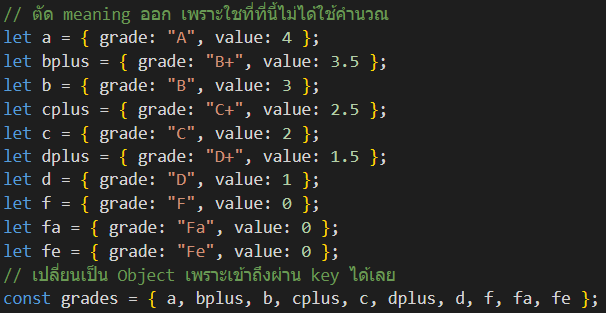 // ตัด meaning ออก เพราะใชที่ที่นี้ไม่ได้ใช้คำนวณ
let a = { grade: "A", value: 4 };
let bplus = { grade: "B+", value: 3.5 };
let b = { grade: "B", value: 3 };
let cplus = { grade: "C+", value: 2.5 };
let c = { grade: "C", value: 2 };
let dplus = { grade: "D+", value: 1.5 };
let d = { grade: "D", value: 1 };
let f = { grade: "F", value: 0 };
let fa = { grade: "Fa", value: 0 };
let fe = { grade: "Fe", value: 0 };
// เปลี่ยนเป็น Object เพราะเข้าถึงผ่าน key ได้เลย
const grades = { a, bplus, b, cplus, c, dplus, d, f, fa, fe };